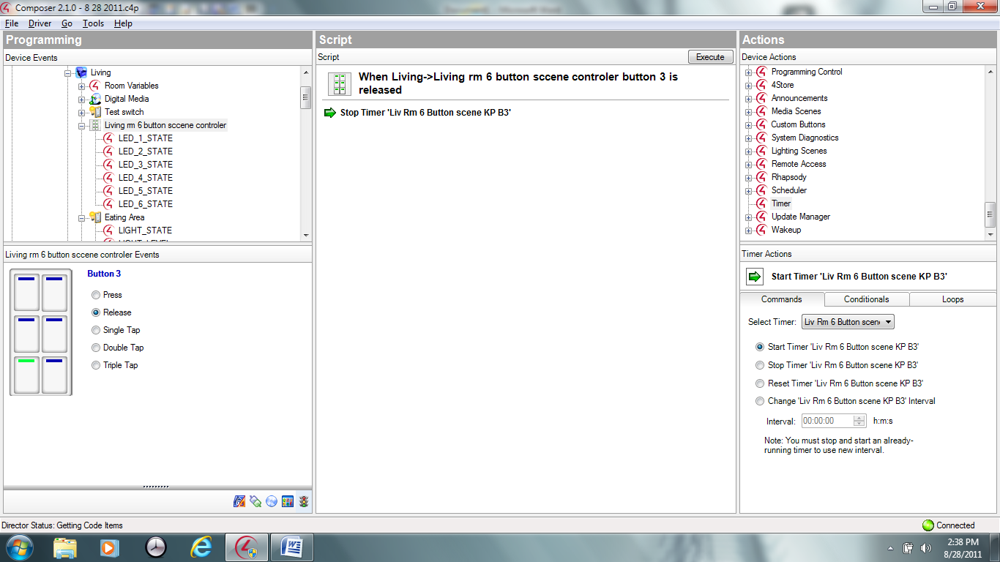 Composer 2.1.0 - 8 28 2011.c4p
File Driver Go Tools Help
Programming
Device Events
Living
Room Variables
Digital Media
Test switch
Living rm 6 button sccene controler
LED_1_STATE
LED_2_STATE
LED_3_STATE
LED_4_STATE
LED_5_STATE
LED_6_STATE
Eating Area
LIGHT_STATE
LIGHT_LEVEL
Living rm 6 button sccene controler Events
Button 3
Press
Release
Single Tap
Double Tap
Triple Tap
Script
Script
Execute
When Living->Living rm 6 button sccene controler button 3 is
released
Stop Timer 'Liv Rm 6 Button scene KP B3'
Actions
Device Actions
Programming Control
4Store
Announcements
Media Scenes
Custom Buttons
System Diagnostics
Lighting Scenes
Remote Access
Rhapsody
Scheduler
Timer
Update Manager
Wakeup
Timer Actions
Start Timer 'Liv Rm 6 Button scene KP B3'
Commands Conditionals Loops
Select Timer: Liv Rm 6 Button scen
Start Timer 'Liv Rm 6 Button scene KP B3'
Stop Timer 'Liv Rm 6 Button scene KP B3'
Reset Timer 'Liv Rm 6 Button scene KP B3'
Change 'Liv Rm 6 Button scene KP B3' Interval
Interval: 00:00:00 h:m:s
Note: You must stop and start an already-
running timer to use new interval.
Director Status: Getting Code Items
Connected
2:38 PM
8/28/2011